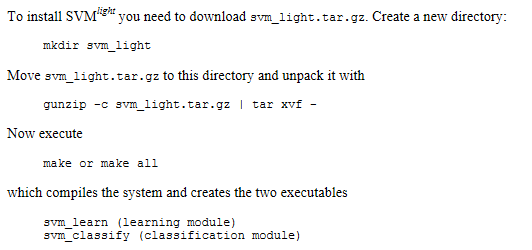 To install SVMlight you need to download svm_light.tar.gz. Create a new directory:
mkdir svm_light
Move svm_light.tar.gz to this directory and unpack it with
gunzip -c svm_light.tar.gz | tar xvf -
Now execute
make or make all
which compiles the system and creates the two executables
svm_learn (learning module)
svm_classify (classification module)